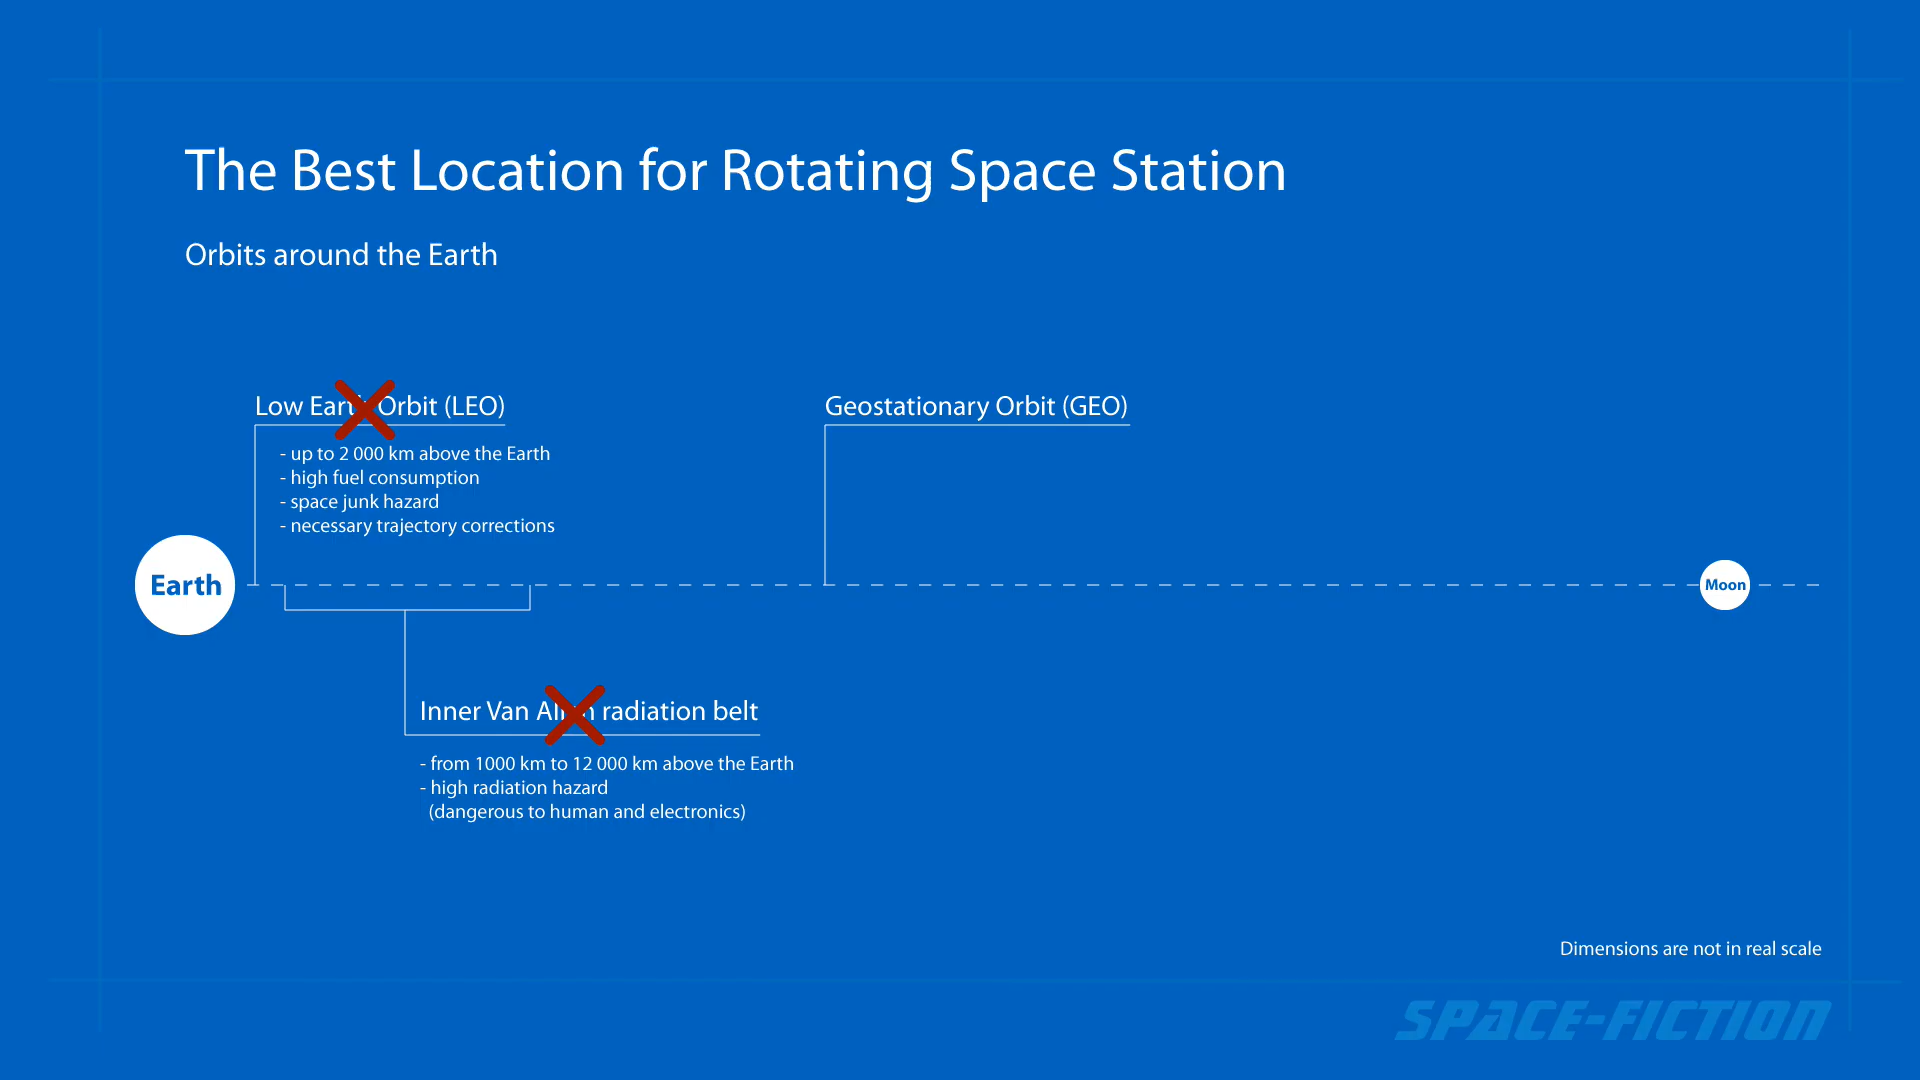 The Best Location for Rotating Space Station
Orbits around the Earth
Low Earth Orbit (LEO)
- up to 2 000 km above the Earth
- high fuel consumption
- space junk hazard
- necessary trajectory corrections
Geostationary Orbit (GEO)
Earth
Moon
Inner Van Allen radiation belt
- from 1000 km to 12 000 km above the Earth
- high radiation hazard
(dangerous to human and electronics)
Dimensions are not in real scale
SPACE-FICTION